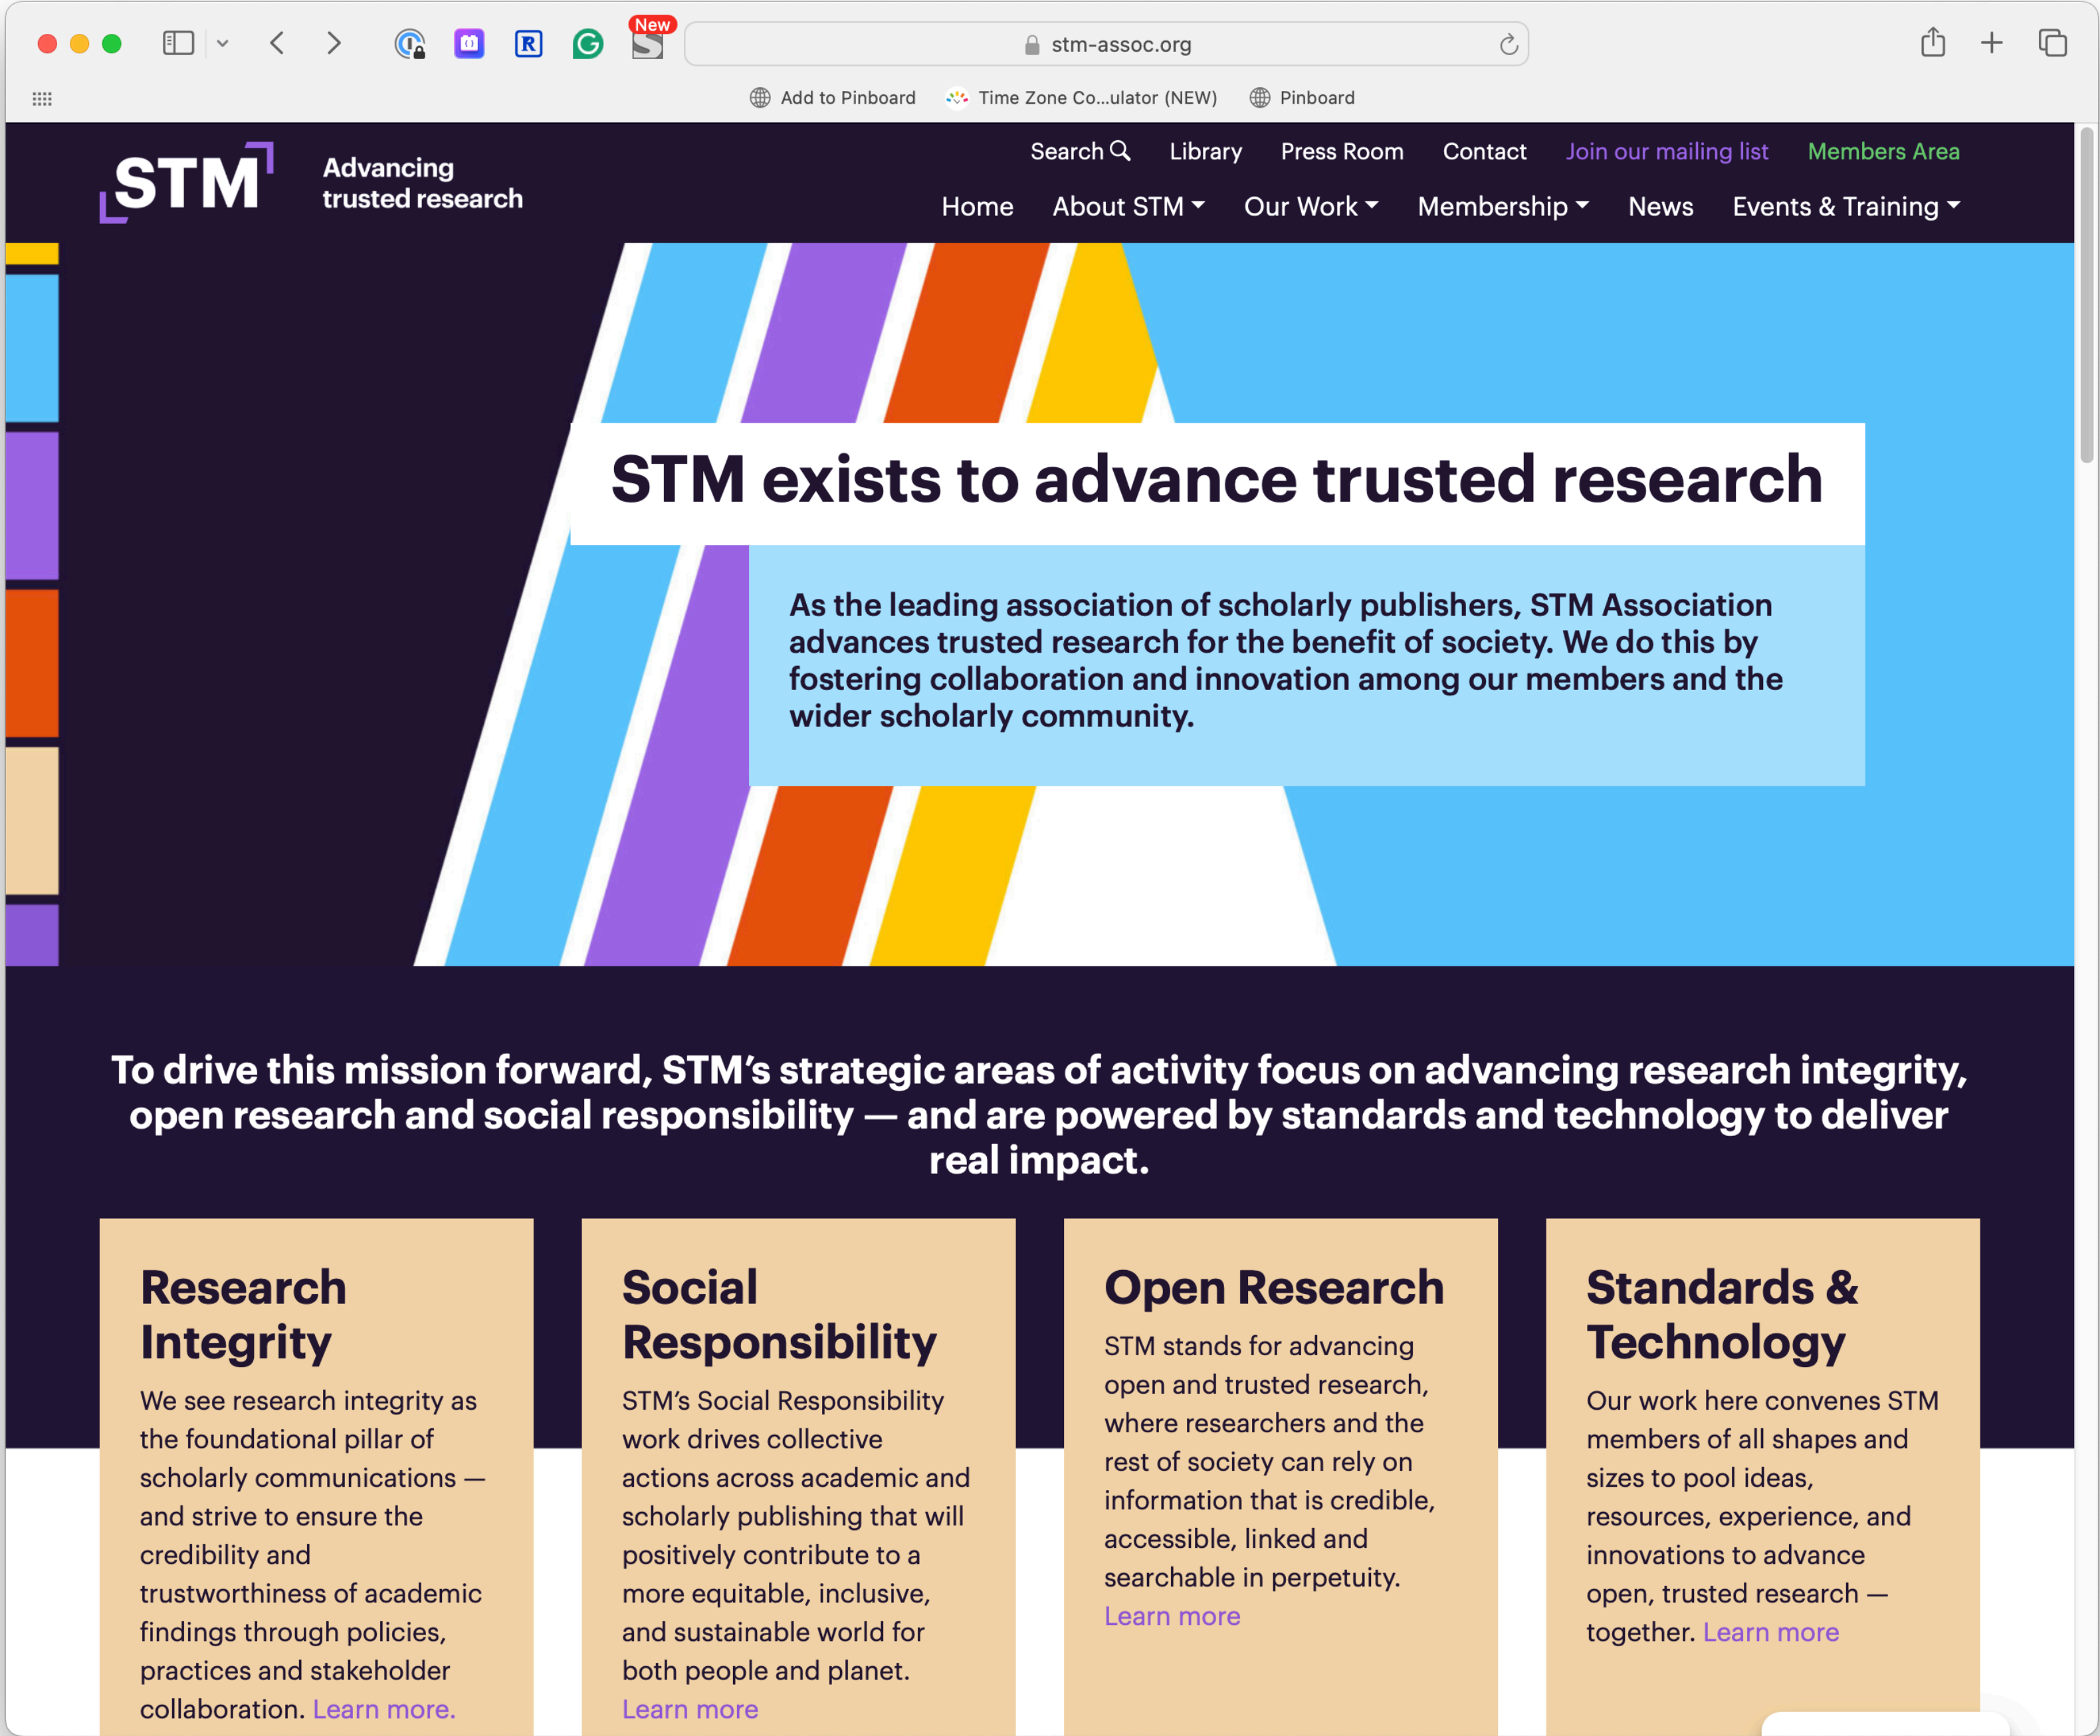 New
stm-assoc.org
Add to Pinboard
Time Zone Co...ulator (NEW)
Pinboard
STM
Advancing
trusted research
Search
Library
Press Room
Contact
Join our mailing list
Members Area
Home
About STM
Our Work
Membership
News
Events & Training
STM exists to advance trusted research
As the leading association of scholarly publishers, STM Association
advances trusted research for the benefit of society. We do this by
fostering collaboration and innovation among our members and the
wider scholarly community.
To drive this mission forward, STM’s strategic areas of activity focus on advancing research integrity,
open research and social responsibility — and are powered by standards and technology to deliver
real impact.
Research
Integrity
We see research integrity as
the foundational pillar of
scholarly communications —
and strive to ensure the
credibility and
trustworthiness of academic
findings through policies,
practices and stakeholder
collaboration. Learn more.
Social
Responsibility
STM’s Social Responsibility
work drives collective
actions across academic and
scholarly publishing that will
positively contribute to a
more equitable, inclusive,
and sustainable world for
both people and planet.
Learn more
Open Research
STM stands for advancing
open and trusted research,
where researchers and the
rest of society can rely on
information that is credible,
accessible, linked and
searchable in perpetuity.
Learn more
Standards &
Technology
Our work here convenes STM
members of all shapes and
sizes to pool ideas,
resources, experience, and
innovations to advance
open, trusted research —
together. Learn more